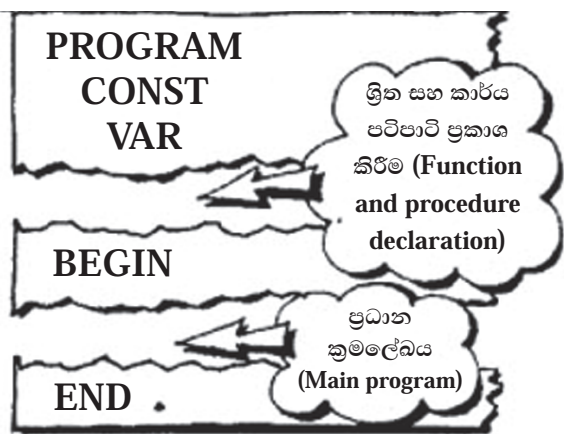 PROGRAM
CONST
VAR
ශ්‍රිත සහ කාර්ය
පටිපාටි ප්‍රකාශ
කිරීම (Function
and procedure
declaration)
BEGIN
ප්‍රධාන
ක්‍රමලේඛය
(Main program)
END .